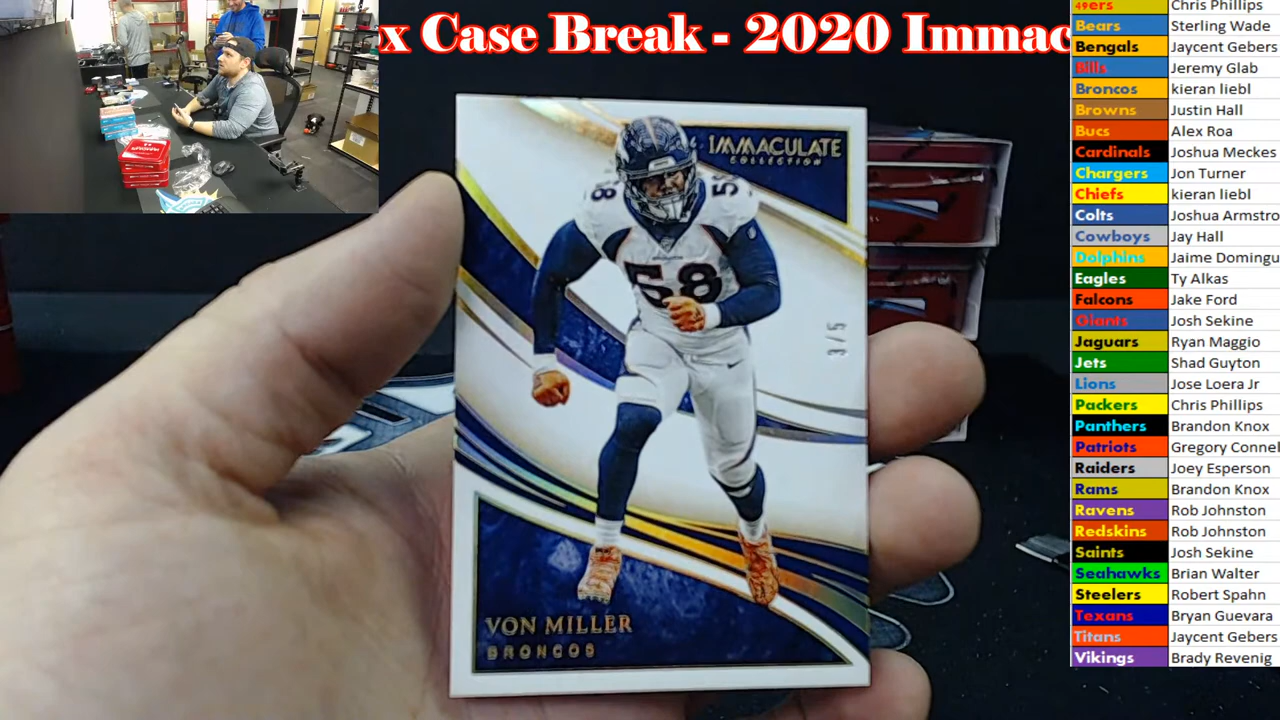 x Case Break - 2020 Immac
IMMACULATE
COLLECTION
58
58
58
3/5
VON MILLER
BRONCOS
49ers Chris Phillips
Bears Sterling Wade
Bengals Jaycent Gebers
Bills Jeremy Glab
Broncos kieran liebl
Browns Justin Hall
Bucs Alex Roa
Cardinals Joshua Meckes
Chargers Jon Turner
Chiefs kieran liebl
Colts Joshua Armstro
Cowboys Jay Hall
Dolphins Jaime Domingu
Eagles Ty Alkas
Falcons Jake Ford
Giants Josh Sekine
Jaguars Ryan Maggio
Jets Shad Guyton
Lions Jose Loera Jr
Packers Chris Phillips
Panthers Brandon Knox
Patriots Gregory Connel
Raiders Joey Esperson
Rams Brandon Knox
Ravens Rob Johnston
Redskins Rob Johnston
Saints Josh Sekine
Seahawks Brian Walter
Steelers Robert Spahn
Texans Bryan Guevara
Titans Jaycent Gebers
Vikings Brady Revenig